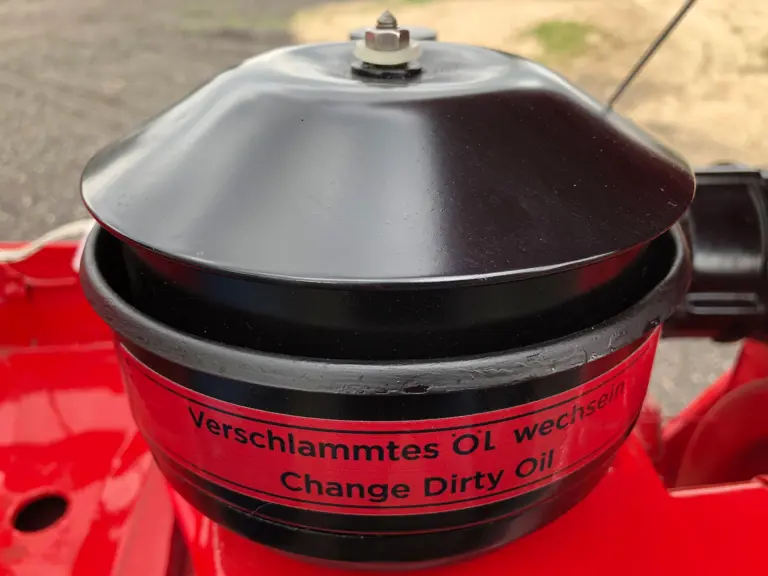 Verschlammtes ÖL wechseln
Change Dirty Oil